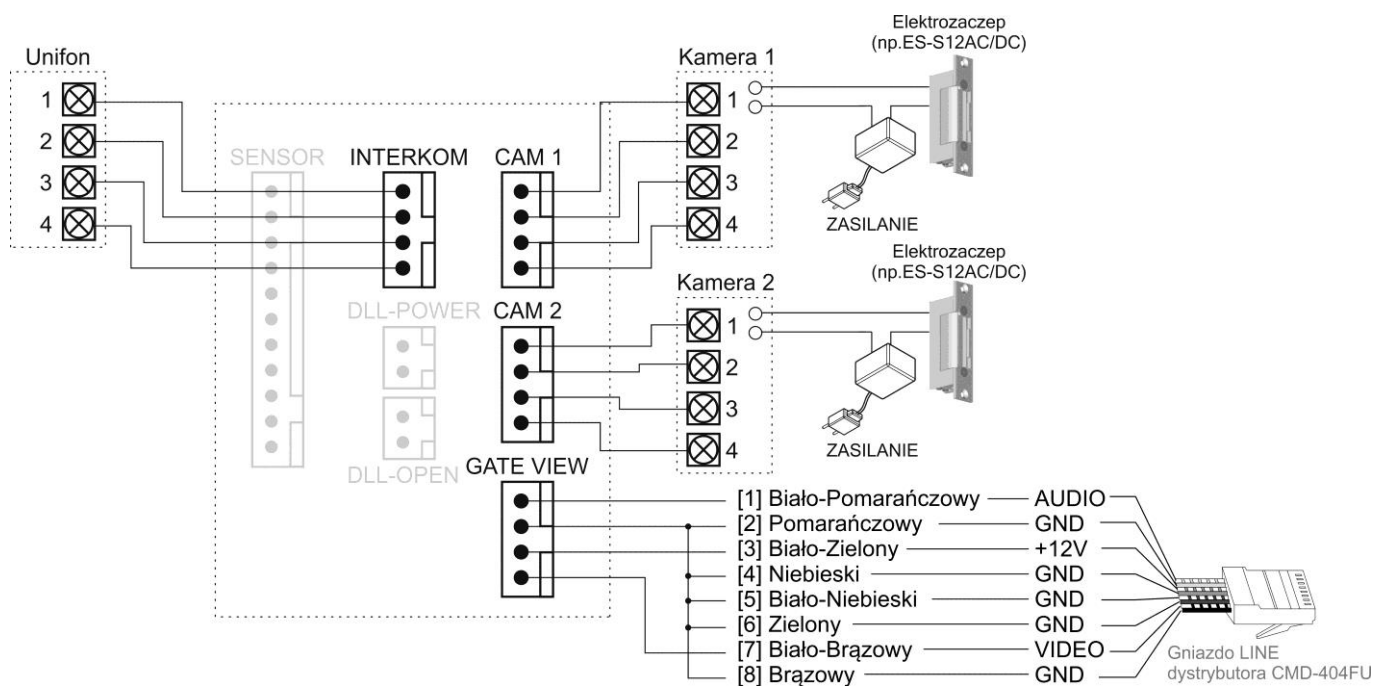 Unifon
1
2
3
4
SENSOR
INTERKOM
CAM 1
DLL-POWER
CAM 2
DLL-OPEN
GATE VIEW
Kamera 1
1
2
3
4
Elektrozaczep
(np.ES-S12AC/DC)
ZASILANIE
Kamera 2
1
2
3
4
Elektrozaczep
(np.ES-S12AC/DC)
ZASILANIE
[1] Biało-Pomarańczowy AUDIO
[2] Pomarańczowy GND
[3] Biało-Zielony +12V
[4] Niebieski GND
[5] Biało-Niebieski GND
[6] Zielony GND
[7] Biało-Brązowy VIDEO
[8] Brązowy GND
Gniazdo LINE
dystrybutora CMD-404FU